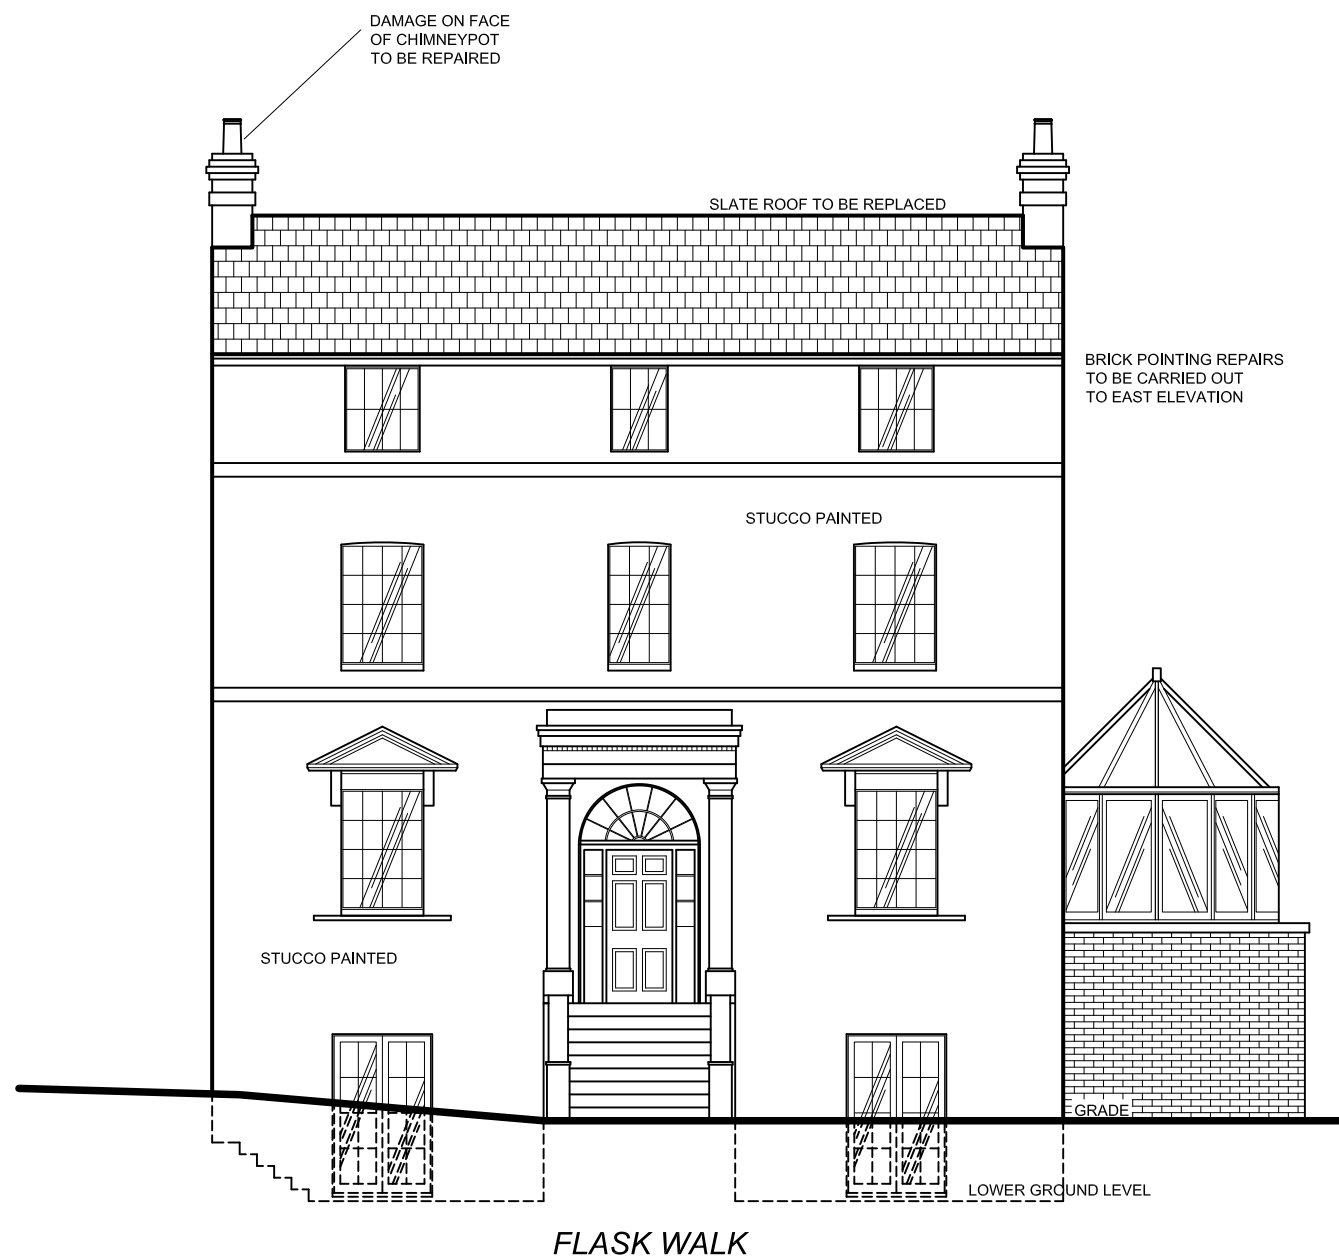 DAMAGE ON FACE
OF CHIMNEYPOT
TO BE REPAIRED
SLATE ROOF TO BE REPLACED
BRICK POINTING REPAIRS
TO BE CARRIED OUT
TO EAST ELEVATION
STUCCO PAINTED
STUCCO PAINTED
GRADE
LOWER GROUND LEVEL
FLASK WALK